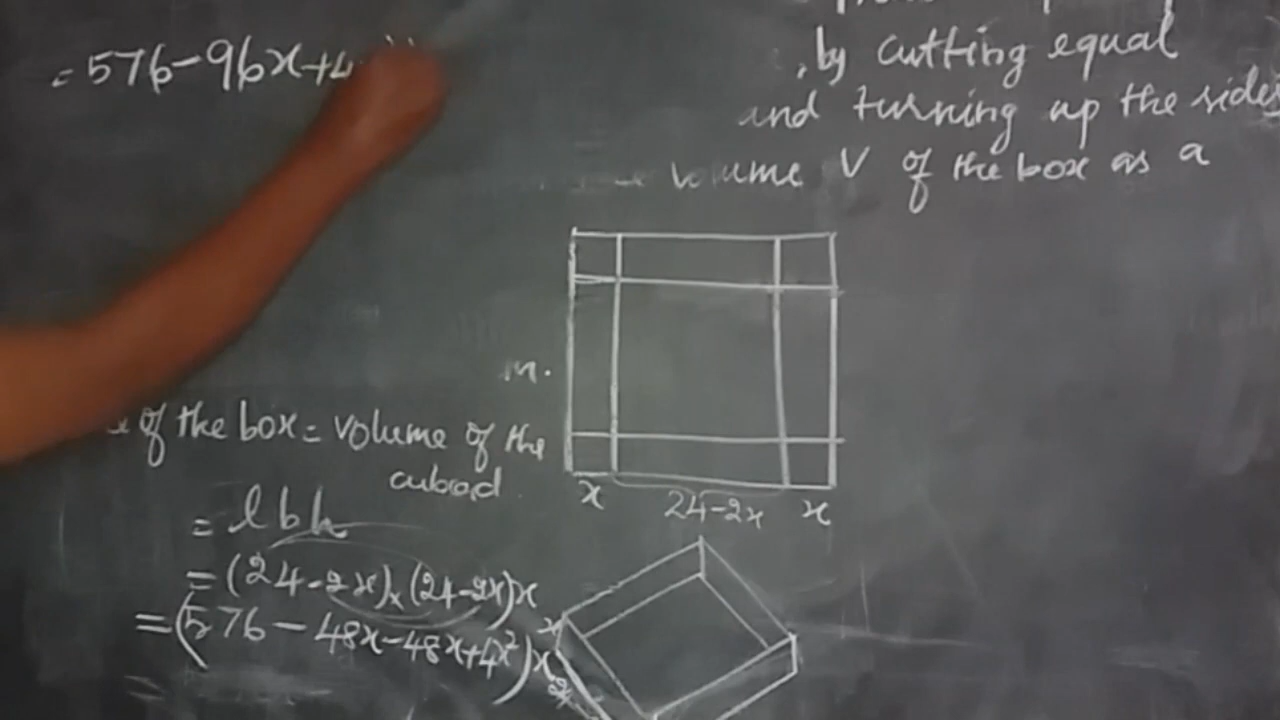 = 576-96x+4
, by cutting equal
and turning up the sides
volume V of the box as a
m.
of the box = volume of the
cuboid.
= lbh
= (24-2x)x(24-2x)x
= (576 - 48x-48x+4x²)x
=
x 24-2x x
x